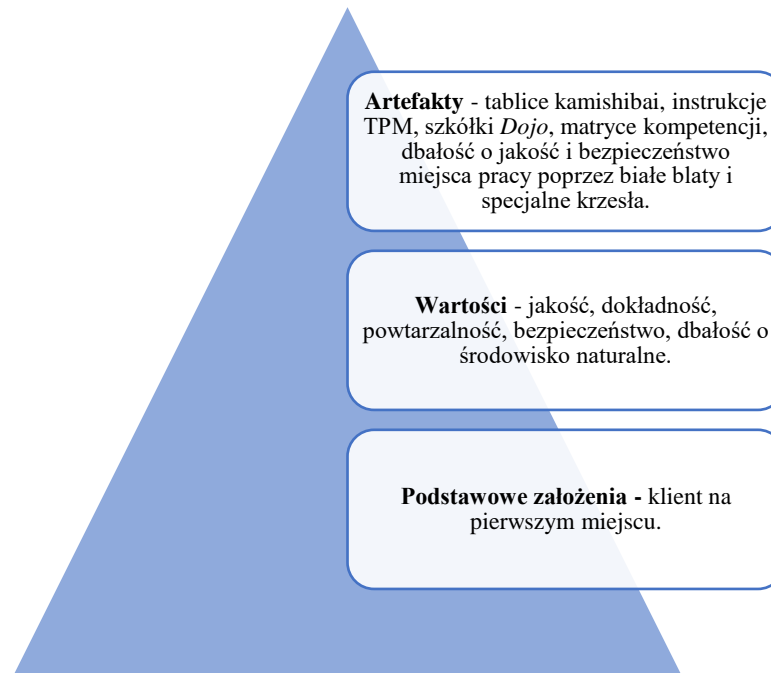 Artefakty - tablice kamishibai, instrukcje
TPM, szkółki Dojo, matryce kompetencji,
dbałość o jakość i bezpieczeństwo
miejsca pracy poprzez białe blaty i
specjalne krzesła.
Wartości - jakość, dokładność,
powtarzalność, bezpieczeństwo, dbałość o
środowisko naturalne.
Podstawowe założenia - klient na
pierwszym miejscu.